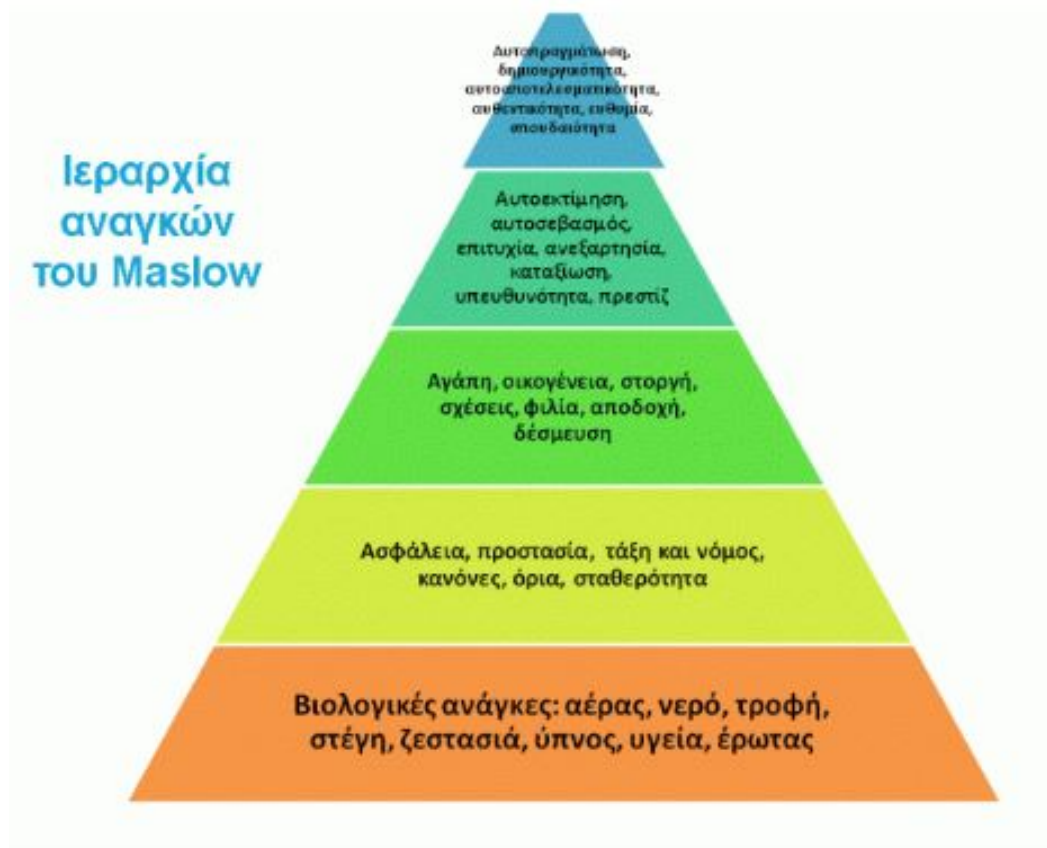 Ιεραρχία
αναγκών
του Maslow
Αυτοπραγμάτωση,
δημιουργικότητα,
αυτοαποτελεσματικότητα,
αυθεντικότητα, ευθυμία,
σπουδαιότητα
Αυτοεκτίμηση,
αυτοσεβασμός,
επιτυχία, ανεξαρτησία,
καταξίωση,
υπευθυνότητα, πρεστίζ
Αγάπη, οικογένεια, στοργή,
σχέσεις, φιλία, αποδοχή,
δέσμευση
Ασφάλεια, προστασία, τάξη και νόμος,
κανόνες, όρια, σταθερότητα
Βιολογικές ανάγκες: αέρας, νερό, τροφή,
στέγη, ζεστασιά, ύπνος, υγεία, έρωτας